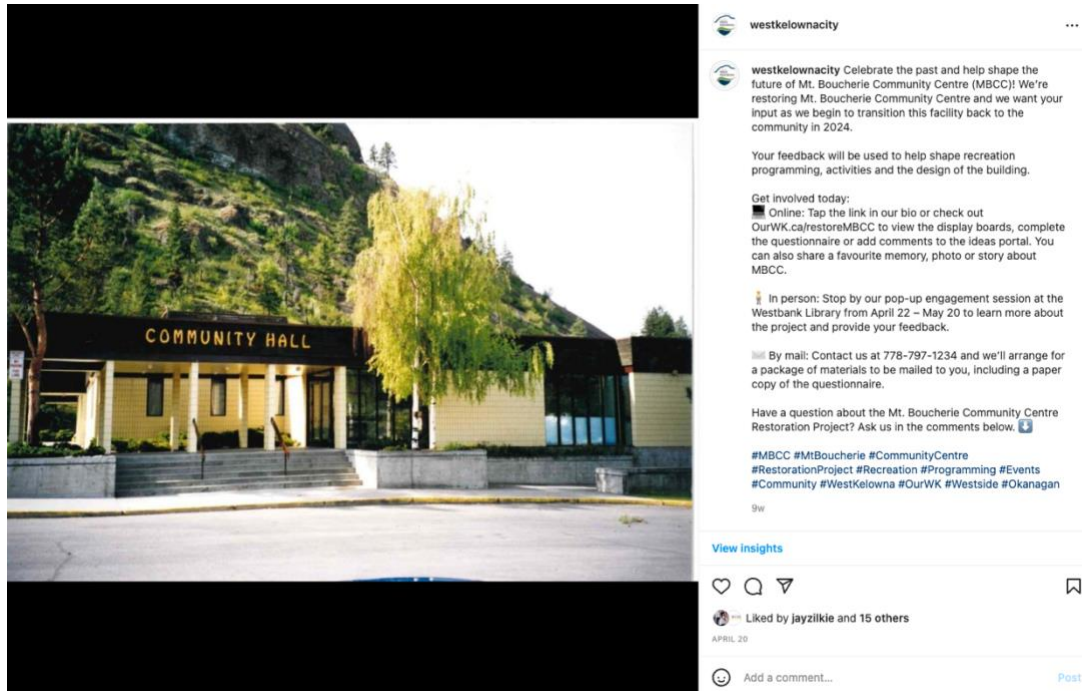 COMMUNITY HALL
westkelownacity
westkelownacity Celebrate the past and help shape the
future of Mt. Boucherie Community Centre (MBCC)! We're
restoring Mt. Boucherie Community Centre and we want your
input as we begin to transition this facility back to the
community in 2024.
Your feedback will be used to help shape recreation
programming, activities and the design of the building.
Get involved today:
Online: Tap the link in our bio or check out
OurWK.ca/restoreMBCC to view the display boards, complete
the questionnaire or add comments to the ideas portal. You
can also share a favourite memory, photo or story about
MBCC.
In person: Stop by our pop-up engagement session at the
Westbank Library from April 22 – May 20 to learn more about
the project and provide your feedback.
By mail: Contact us at 778-797-1234 and we'll arrange for
a package of materials to be mailed to you, including a paper
copy of the questionnaire.
Have a question about the Mt. Boucherie Community Centre
Restoration Project? Ask us in the comments below.
#MBCC #MtBoucherie #CommunityCentre
#RestorationProject #Recreation #Programming #Events
#Community #WestKelowna #OurWK #Westside #Okanagan
9w
View insights
Liked by jayzilkie and 15 others
APRIL 20
Add a comment...
Post